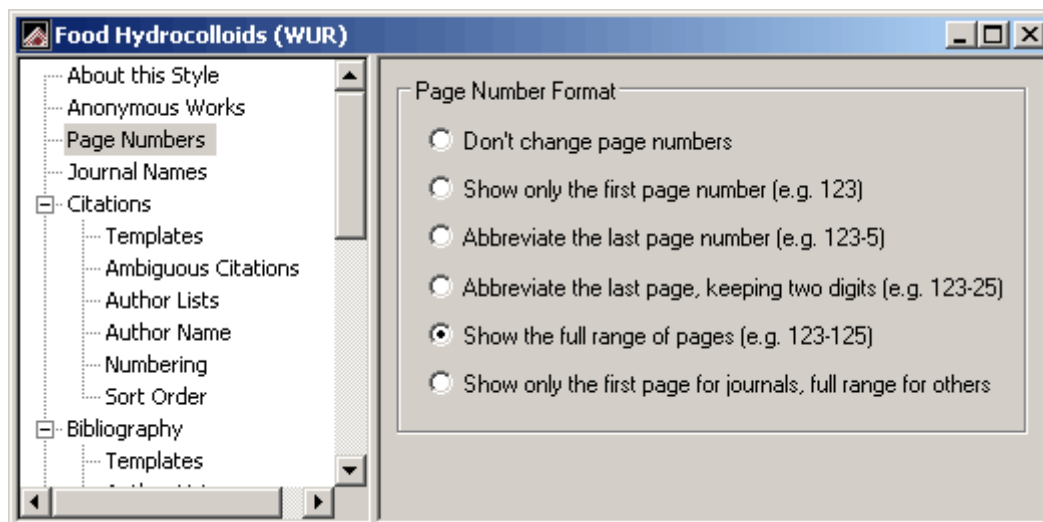 Food Hydrocolloids (WUR)
About this Style
Anonymous Works
Page Numbers
Journal Names
Citations
Templates
Ambiguous Citations
Author Lists
Author Name
Numbering
Sort Order
Bibliography
Templates
Page Number Format
Don't change page numbers
Show only the first page number (e.g. 123)
Abbreviate the last page number (e.g. 123-5)
Abbreviate the last page, keeping two digits (e.g. 123-25)
Show the full range of pages (e.g. 123-125)
Show only the first page for journals, full range for others